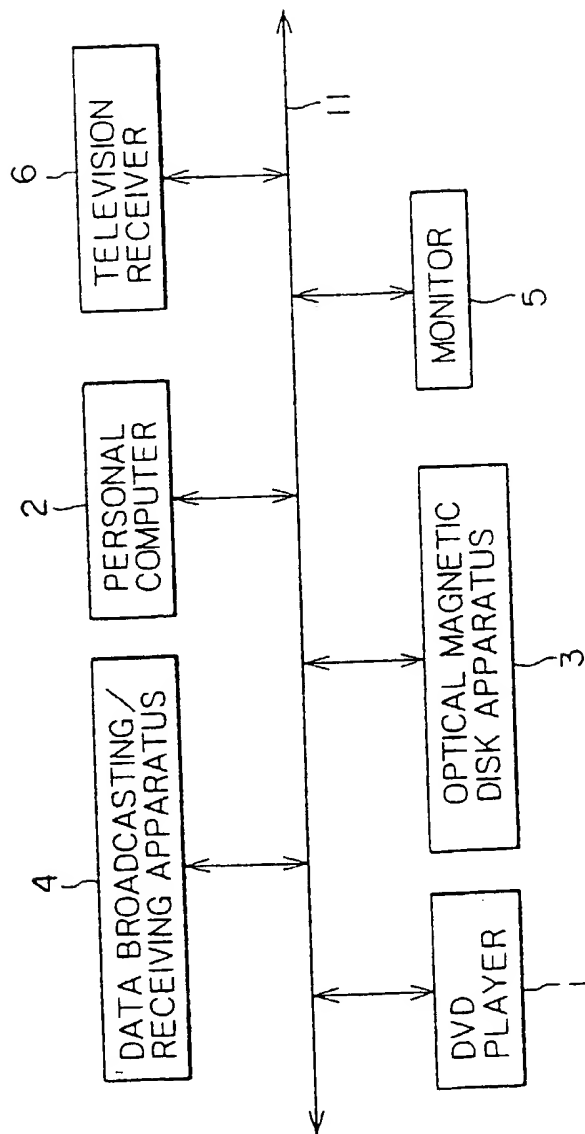 4
DATA BROADCASTING/
RECEIVING APPARATUS
2
PERSONAL
COMPUTER
6
TELEVISION
RECEIVER
11
DVD
PLAYER
1
OPTICAL MAGNETIC
DISK APPARATUS
3
MONITOR
5